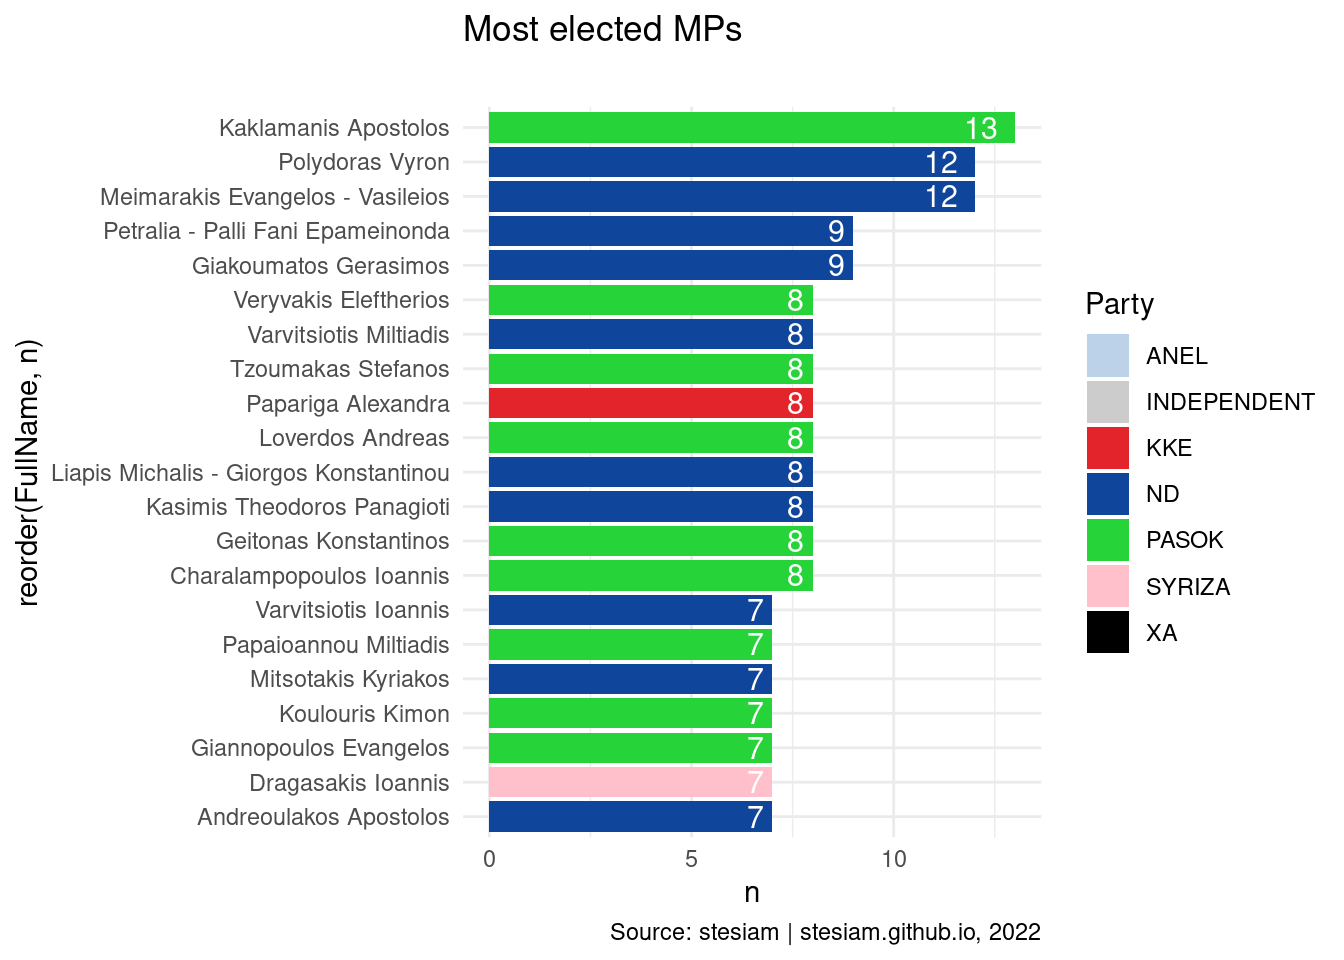 Most elected MPs
Kaklamanis Apostolos 13
Polydoras Vyron 12
Meimarakis Evangelos - Vasileios 12
Petralia - Palli Fani Epameinonda 9
Giakoumatos Gerasimos 9
Veryvakis Eleftherios 8
Varvitsiotis Miltiadis 8
Tzoumakas Stefanos 8
Papariga Alexandra 8
Loverdos Andreas 8
Liapis Michalis - Giorgos Konstantinou 8
Kasimis Theodoros Panagioti 8
Geitonas Konstantinos 8
Charalampopoulos Ioannis 8
Varvitsiotis Ioannis 7
Papaioannou Miltiadis 7
Mitsotakis Kyriakos 7
Koulouris Kimon 7
Giannopoulos Evangelos 7
Dragasakis Ioannis 7
Andreoulakos Apostolos 7
reorder(FullName, n)
0 5 10
n
Party
ANEL
INDEPENDENT
KKE
ND
PASOK
SYRIZA
XA
Source: stesiam | stesiam.github.io, 2022